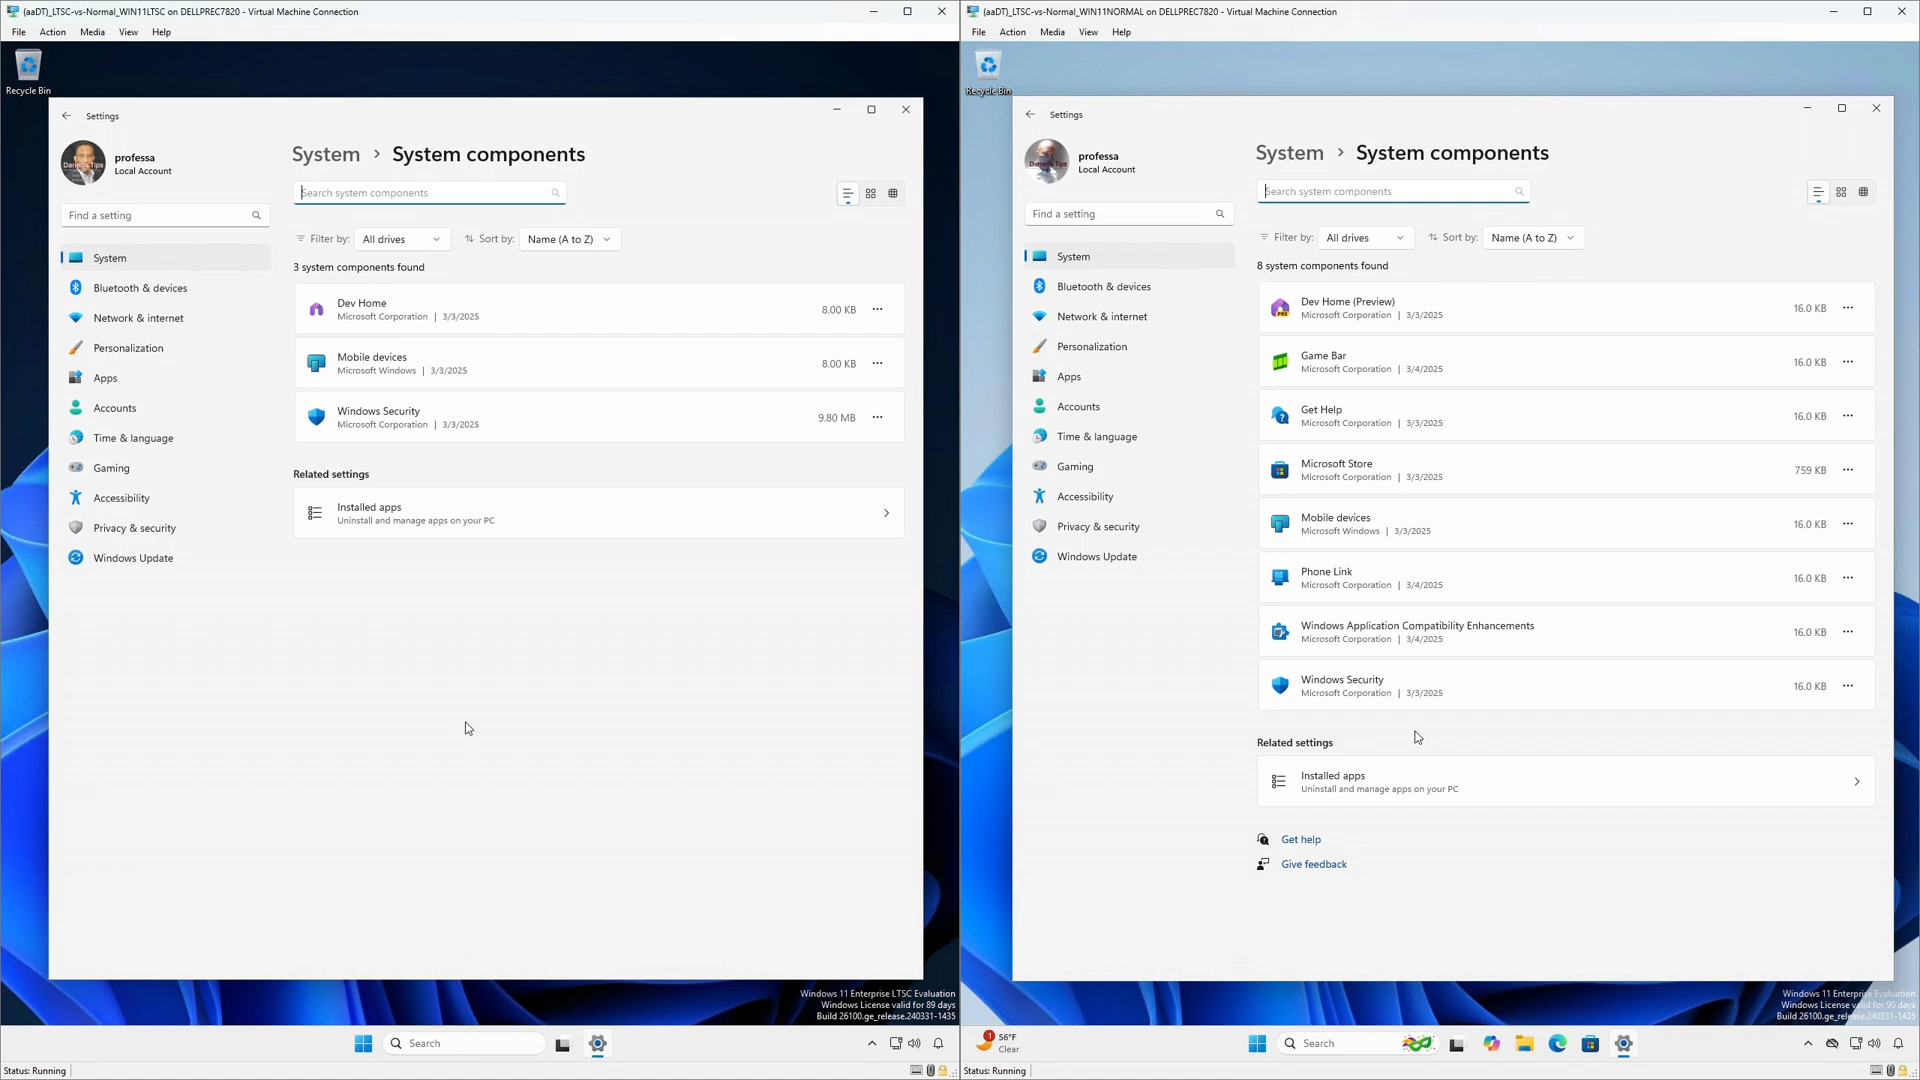 (aaDT)_LTSC-vs-Normal_WIN11LTSC on DELLPREC7820 - Virtual Machine Connection
File Action Media View Help
Recycle Bin
Settings
professa
Local Account
Find a setting
System
Bluetooth & devices
Network & internet
Personalization
Apps
Accounts
Time & language
Gaming
Accessibility
Privacy & security
Windows Update
System > System components
Search system components
Filter by: All drives Sort by: Name (A to Z)
3 system components found
Dev Home
Microsoft Corporation | 3/3/2025
8.00 KB
Mobile devices
Microsoft Windows | 3/3/2025
8.00 KB
Windows Security
Microsoft Corporation | 3/3/2025
9.80 MB
Related settings
Installed apps
Uninstall and manage apps on your PC
Windows 11 Enterprise LTSC Evaluation
Windows License valid for 89 days
Build 26100.ge_release.240331-1435
Search
Status: Running
(aaDT)_LTSC-vs-Normal_WIN11NORMAL on DELLPREC7820 - Virtual Machine Connection
File Action Media View Help
Recycle Bin
Settings
professa
Local Account
Find a setting
System
Bluetooth & devices
Network & internet
Personalization
Apps
Accounts
Time & language
Gaming
Accessibility
Privacy & security
Windows Update
System > System components
Search system components
Filter by: All drives Sort by: Name (A to Z)
8 system components found
Dev Home (Preview)
Microsoft Corporation | 3/3/2025
16.0 KB
Game Bar
Microsoft Corporation | 3/4/2025
16.0 KB
Get Help
Microsoft Corporation | 3/3/2025
16.0 KB
Microsoft Store
Microsoft Corporation | 3/3/2025
759 KB
Mobile devices
Microsoft Windows | 3/3/2025
16.0 KB
Phone Link
Microsoft Corporation | 3/4/2025
16.0 KB
Windows Application Compatibility Enhancements
Microsoft Corporation | 3/4/2025
16.0 KB
Windows Security
Microsoft Corporation | 3/3/2025
16.0 KB
Related settings
Installed apps
Uninstall and manage apps on your PC
Get help
Give feedback
Windows 11 Enterprise Evaluation
Windows License valid for 90 days
Build 26100.ge_release.240331-1435
1
56°F
Clear
Search
Status: Running